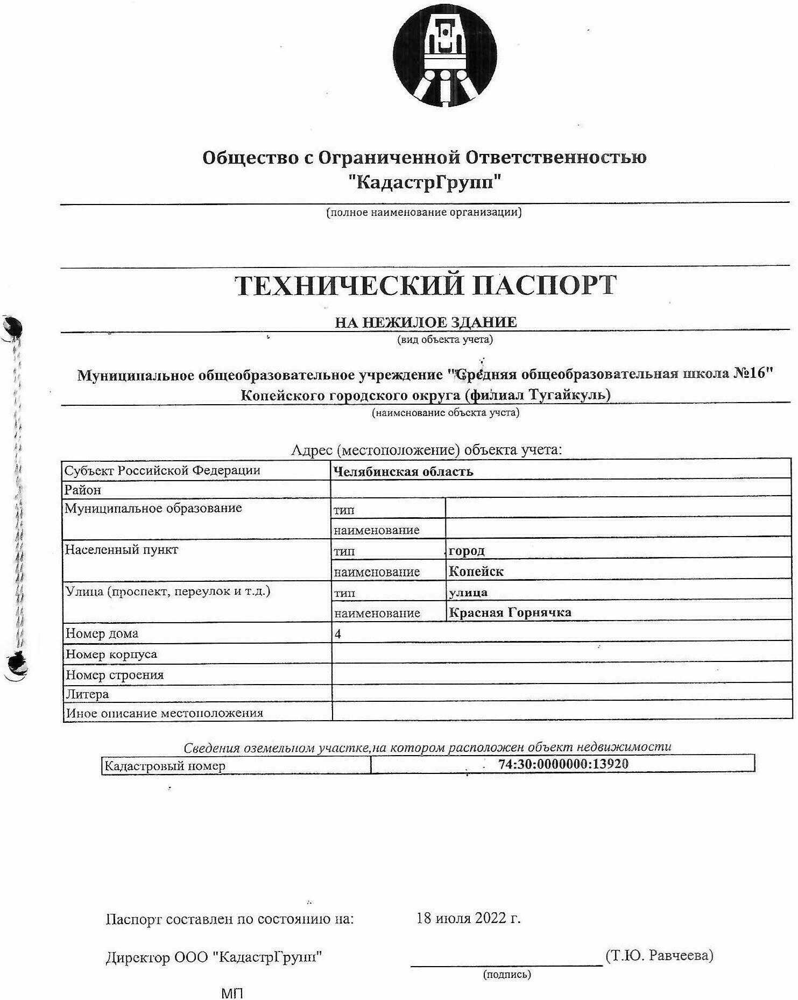 Общество с Ограниченной Ответственностью
"КадастрГрупп"
(полное наименование организации)
ТЕХНИЧЕСКИЙ ПАСПОРТ
НА НЕЖИЛОЕ ЗДАНИЕ
(вид объекта учета)
Муниципальное общеобразовательное учреждение "Средняя общеобразовательная школа №16"
Копейского городского округа (филиал Тугайкуль)
(наименование объекта учета)
Адрес (местоположение) объекта учета:
Субъект Российской Федерации Челябинская область
Район
Муниципальное образование тип
наименование
Населенный пункт тип город
наименование Копейск
Улица (проспект, переулок и т.д.) тип улица
наименование Красная Горнячка
Номер дома 4
Номер корпуса
Номер строения
Литера
Иное описание местоположения
Сведения оземельном участке,на котором расположен объект недвижимости
Кадастровый номер 74:30:0000000:13920
Паспорт составлен по состоянию на: 18 июля 2022 г.
Директор ООО "КадастрГрупп" (Т.Ю. Равчеева)
(подпись)
МП